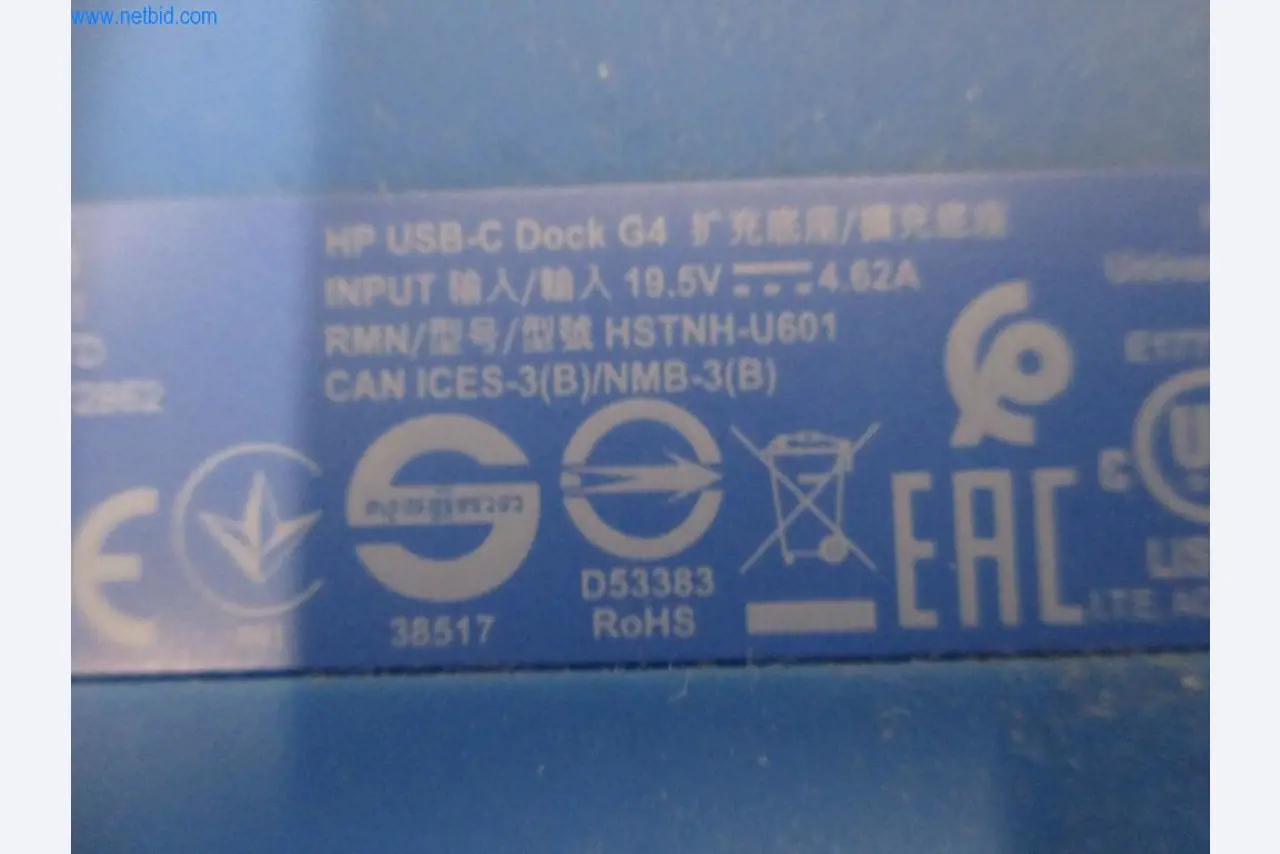 www.netbid.com
HP USB-C Dock G4 扩充底座/擴充底座
INPUT 输入/輸入 19.5V 4.62A
RMN/型号/型號 HSTNH-U601
CAN ICES-3(B)/NMB-3(B)
CE
EAC
C U
D53383
RoHS
38517